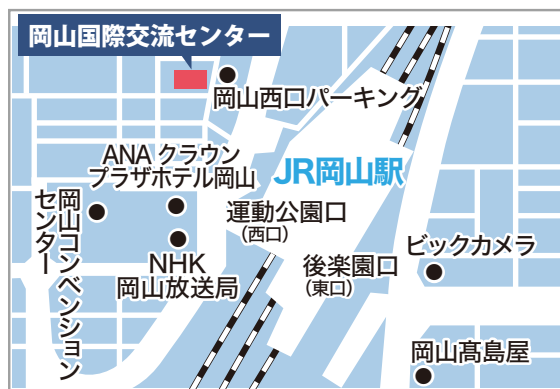 岡山国際交流センター
岡山西口パーキング
ANA クラウン
プラザホテル岡山
JR岡山駅
岡山コンベンション
センター
運動公園口
(西口)
NHK
岡山放送局
後楽園口
(東口)
ビックカメラ
岡山髙島屋